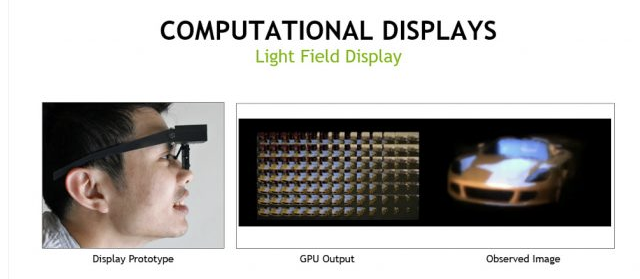 COMPUTATIONAL DISPLAYS
Light Field Display
Display Prototype
GPU Output
Observed Image